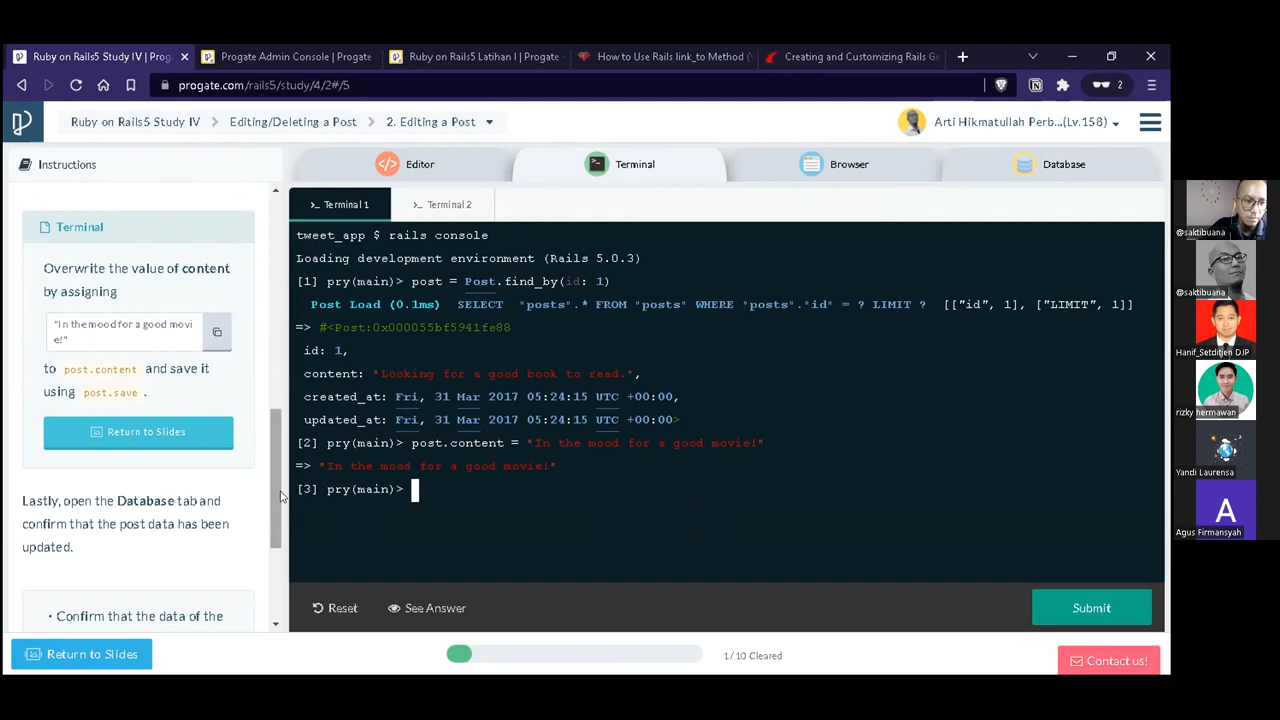 Ruby on Rails5 Study IV | Prog
Progate Admin Console | Progate
Ruby on Rails5 Latihan I | Progate
How to Use Rails link_to Method (
Creating and Customizing Rails Ge
progate.com/rails5/study/4/2#/5
2
Ruby on Rails5 Study IV
Editing/Deleting a Post
2. Editing a Post
Arti Hikmatullah Perb...(Lv.158)
Instructions
Editor
Terminal
Browser
Database
Terminal 1
Terminal 2
Terminal
Overwrite the value of content
by assigning
"In the mood for a good movi
e!"
to post.content and save it
using post.save .
Return to Slides
Lastly, open the Database tab and
confirm that the post data has been
updated.
• Confirm that the data of the
tweet_app $ rails console
Loading development environment (Rails 5.0.3)
[1] pry(main)> post = Post.find_by(id: 1)
Post Load (0.1ms) SELECT "posts".* FROM "posts" WHERE "posts"."id" = ? LIMIT ? [["id", 1], ["LIMIT", 1]]
=> #<Post:0x000055bf5941fe88
id: 1,
content: "Looking for a good book to read.",
created_at: Fri, 31 Mar 2017 05:24:15 UTC +00:00,
updated_at: Fri, 31 Mar 2017 05:24:15 UTC +00:00>
[2] pry(main)> post.content = "In the mood for a good movie!"
=> "In the mood for a good movie!"
[3] pry(main)>
Reset
See Answer
Submit
Return to Slides
1/10 Cleared
Contact us!
@saktibuana
@saktibuana
Hanif_Setditjen DJP
rizky hermawan
Yandi Laurensa
A
Agus Firmansyah